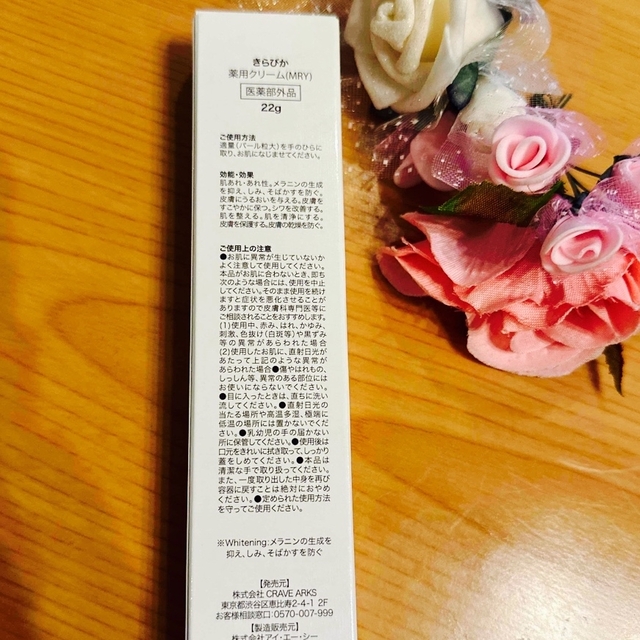 きらりか
薬用クリーム(MRY)
医薬部外品
22g
ご使用方法
適量(パール粒大)を手のひらに
取り、お肌になじませてください。
効能・効果
肌あれ・あれ性。メラニンの生成
を抑え、しみ、そばかすを防ぐ。
皮膚にうるおいを与える。皮膚を
すこやかに保つ。シワを改善する。
肌を整える。肌を清浄にする。
皮膚を保護する。皮膚の乾燥を防ぐ。
ご使用上の注意
●お肌に異常が生じていないか
よく注意して使用してください。
本品がお肌に合わないとき、即ち
次のような場合には、使用を中止
してください。そのまま使用を続け
ますと症状を悪化させることが
ありますので皮膚科専門医等に
ご相談されることをおすすめします。
(1)使用中、赤み、はれ、かゆみ、
刺激、色抜け(白斑等)や黒ずみ
等の異常があらわれた場合
(2)使用したお肌に、直射日光が
あたって上記のような異常が
あらわれた場合●傷やはれもの、
しっしん等、異常のある部位には
お使いにならないでください。
●目に入ったときは、直ちに洗い
流してください。●直射日光の
当たる場所や高温多湿、極端に
低温の場所には置かないでくだ
さい。●乳幼児の手の届かない
所に保管してください。●使用後は
口元をきれいに拭き取って、しっかり
蓋をしめてください。●本品は
清潔な手で取り扱ってください。
また、一度取り出した中身を再び
容器に戻すことは絶対におやめ
ください。●定められた使用方法
を守ってご使用ください。
※Whitening:メラニンの生成を
抑え、しみ、そばかすを防ぐ
【発売元】
株式会社 CRAVE ARKS
東京都渋谷区恵比寿2-4-1 2F
お客様相談窓口:0570-007-999
【製造販売元】
株式会社アイ・エー・シー